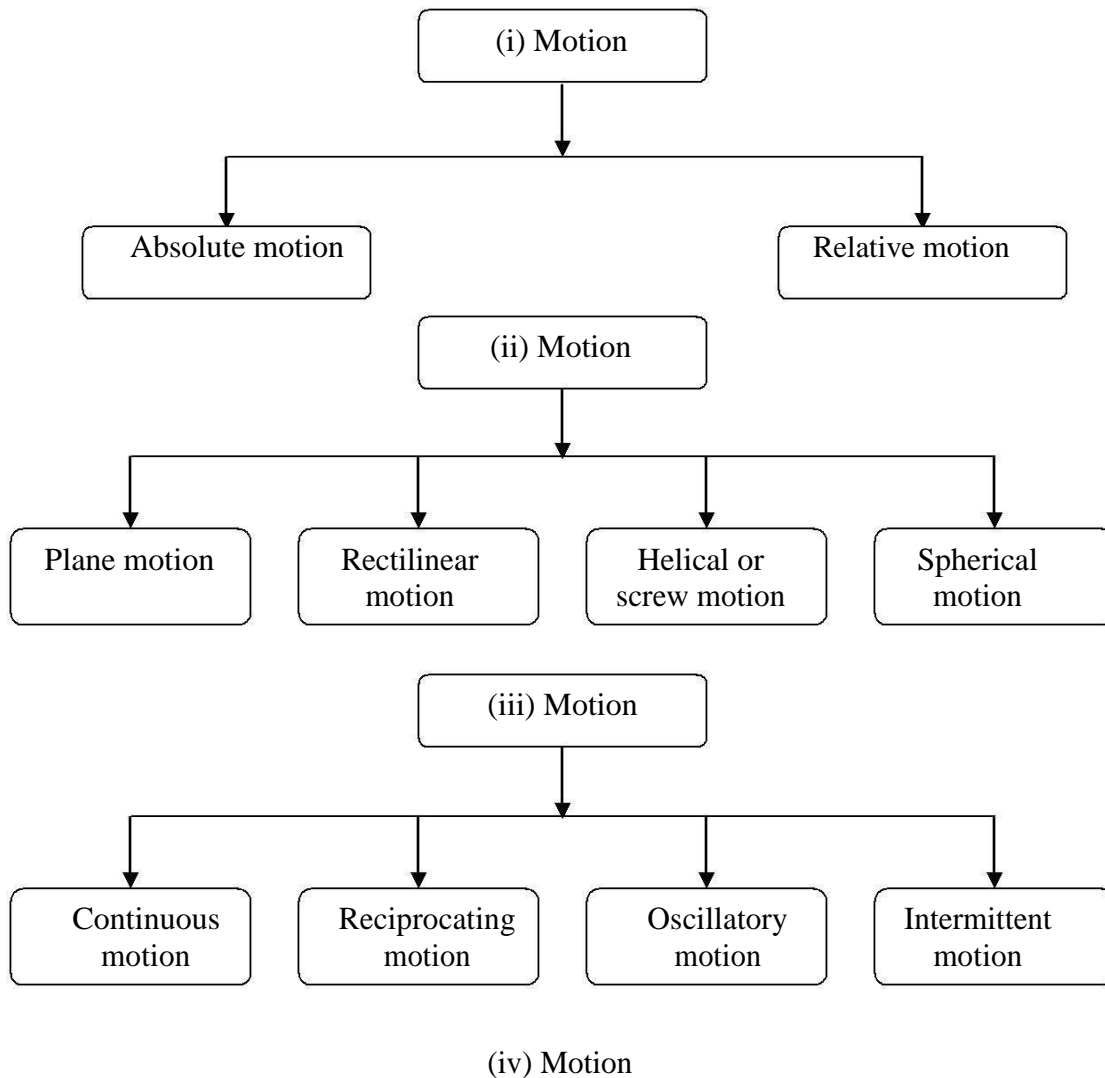 (i) Motion
Absolute motion
Relative motion
(ii) Motion
Plane motion
Rectilinear
motion
Helical or
screw motion
Spherical
motion
(iii) Motion
Continuous
motion
Reciprocating
motion
Oscillatory
motion
Intermittent
motion
(iv) Motion